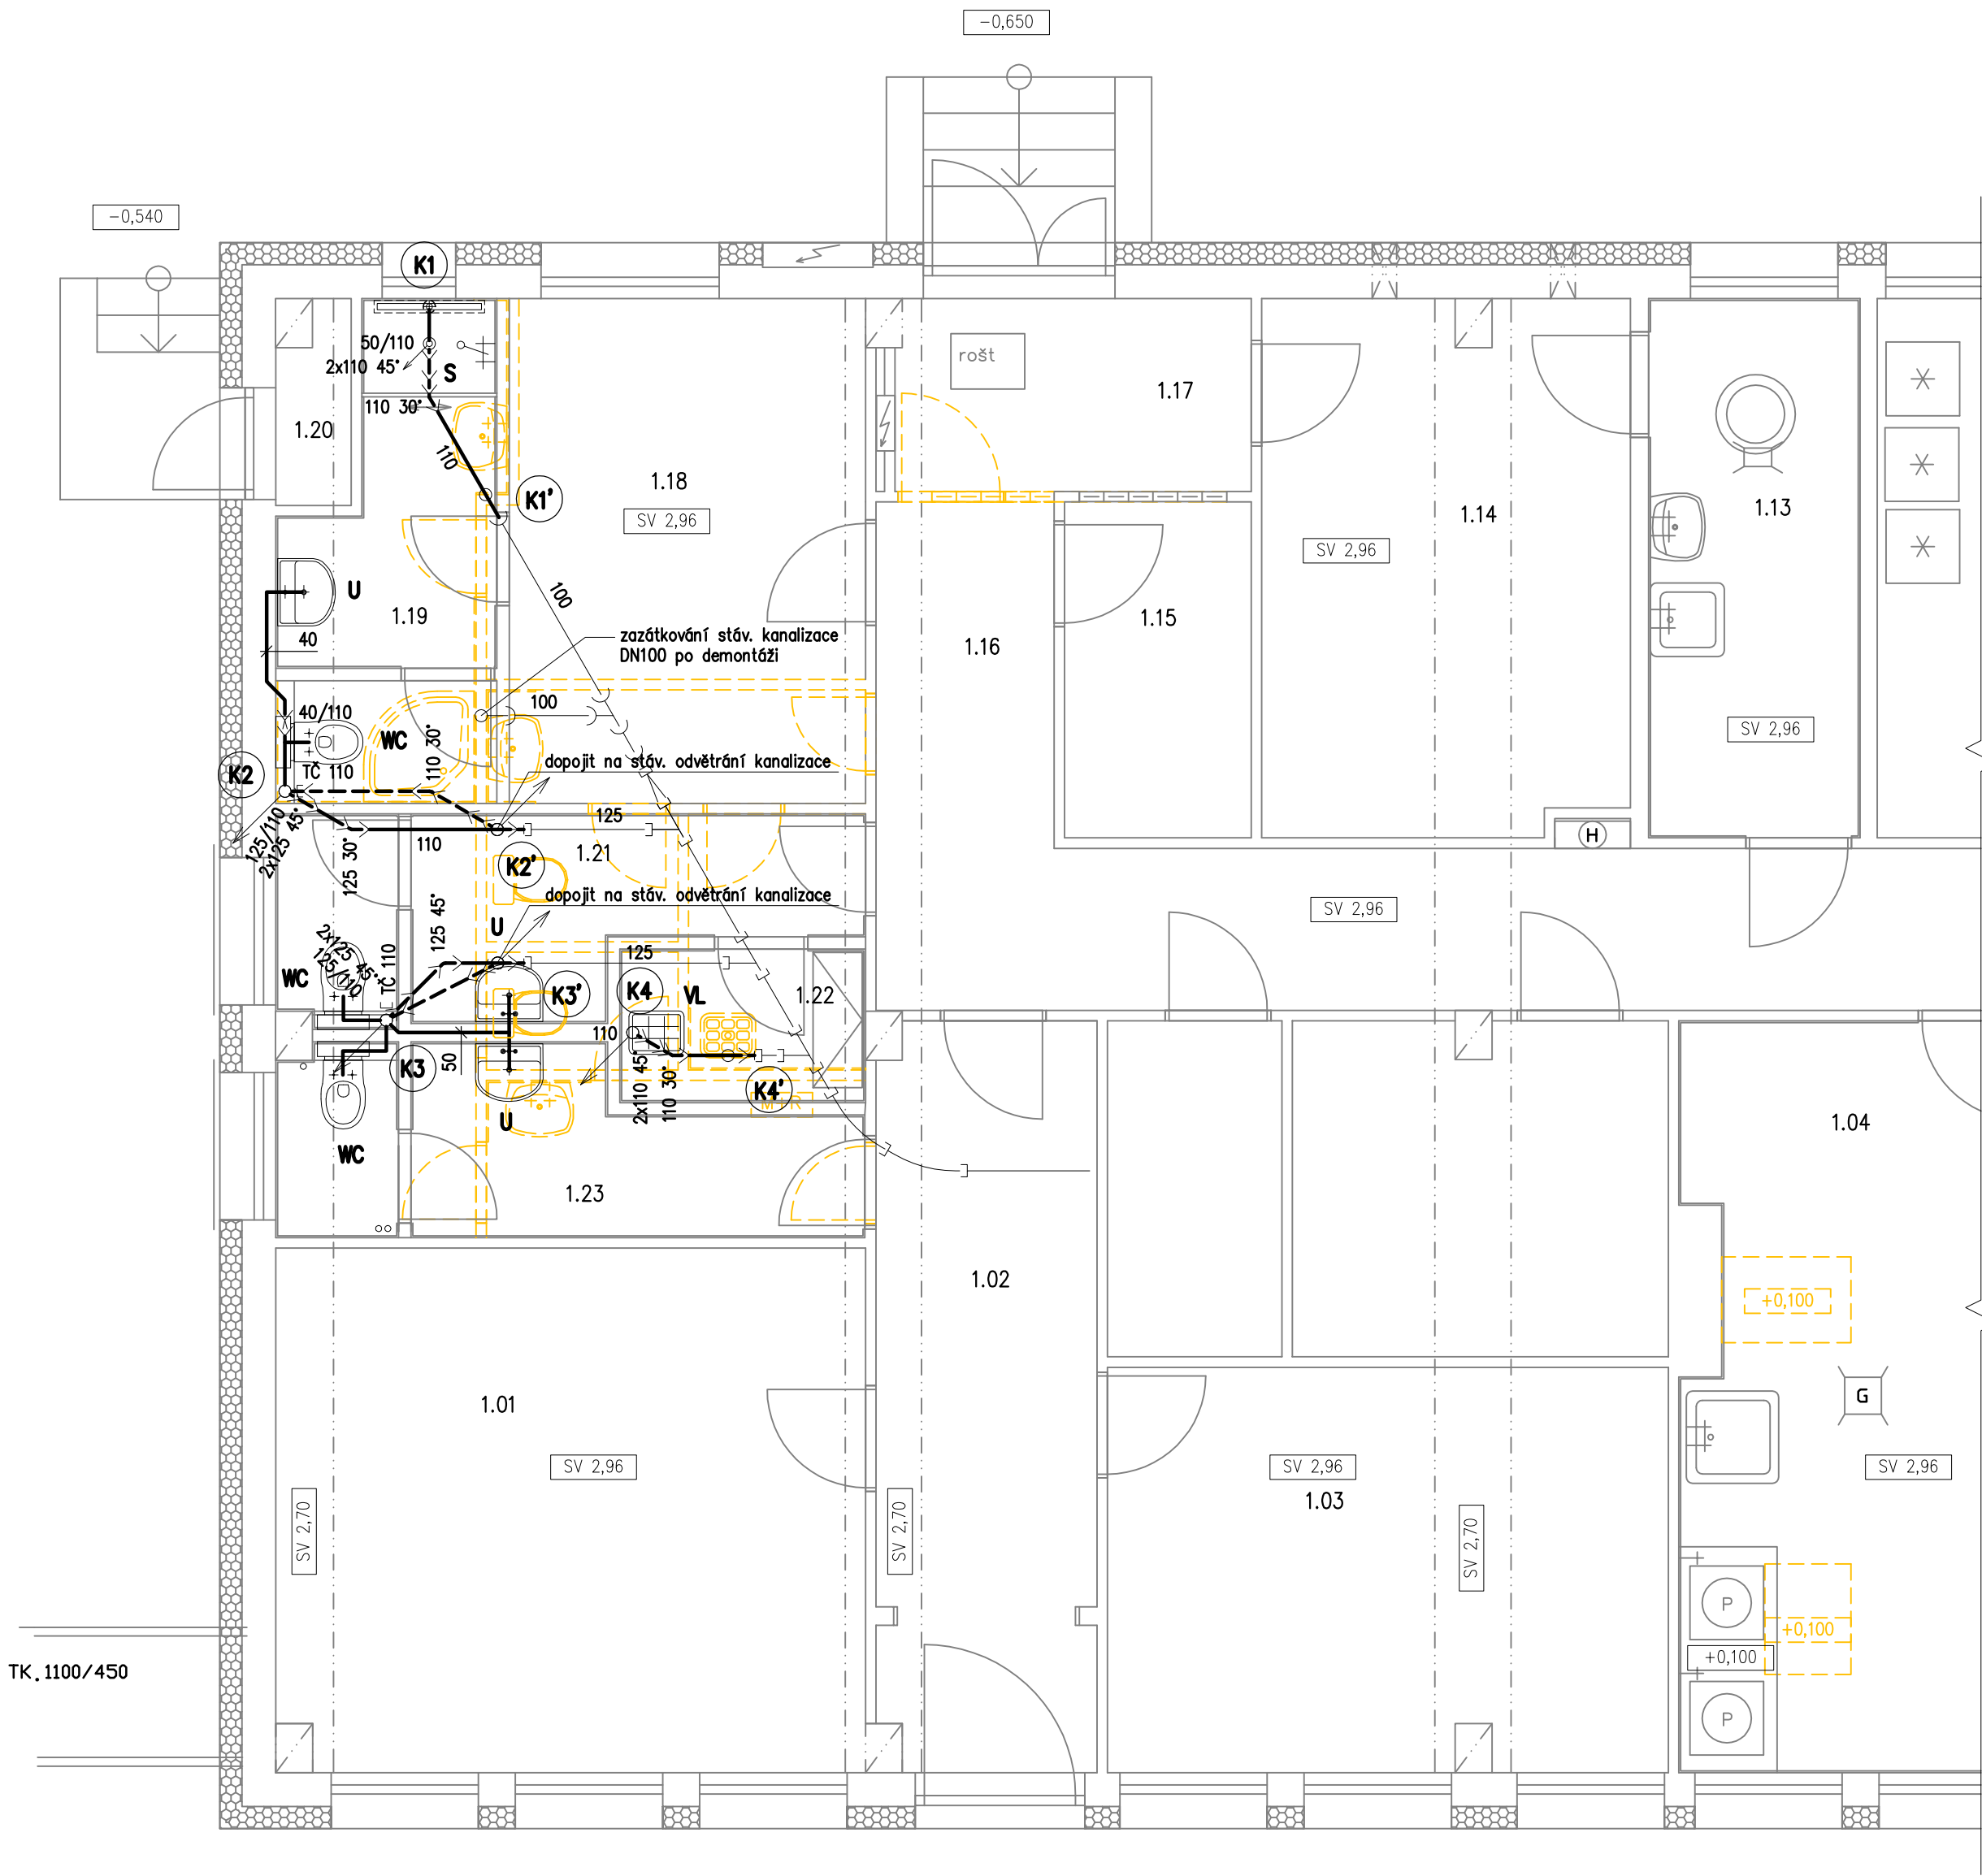 -0,650
-0,540
K1
50/110
2x110 45°
S
110 30°
110
K1'
1.20
1.18
SV 2,96
rošt
1.17
1.14
SV 2,96
1.13
SV 2,96
100
U
1.19
40
zazátkování stáv. kanalizace
DN100 po demontáži
1.16
1.15
100
40/110
WC
110 30°
TČ 110
K2
dopojit na stáv. odvětrání kanalizace
125/110
2x125 45°
125 30°
110
125
K2'
1.21
H
dopojit na stáv. odvětrání kanalizace
SV 2,96
125 45°
U
125
2x125 45°
125/110
TČ 110
WC
K3'
K4
VL
1.22
110
K3
50
2x110 45°
110 30°
K4'
U
WC
1.23
1.04
1.02
+0,100
1.01
G
SV 2,96
SV 2,96
SV 2,96
1.03
SV 2,70
SV 2,70
SV 2,70
P
+0,100
+0,100
TK. 1100/450
P